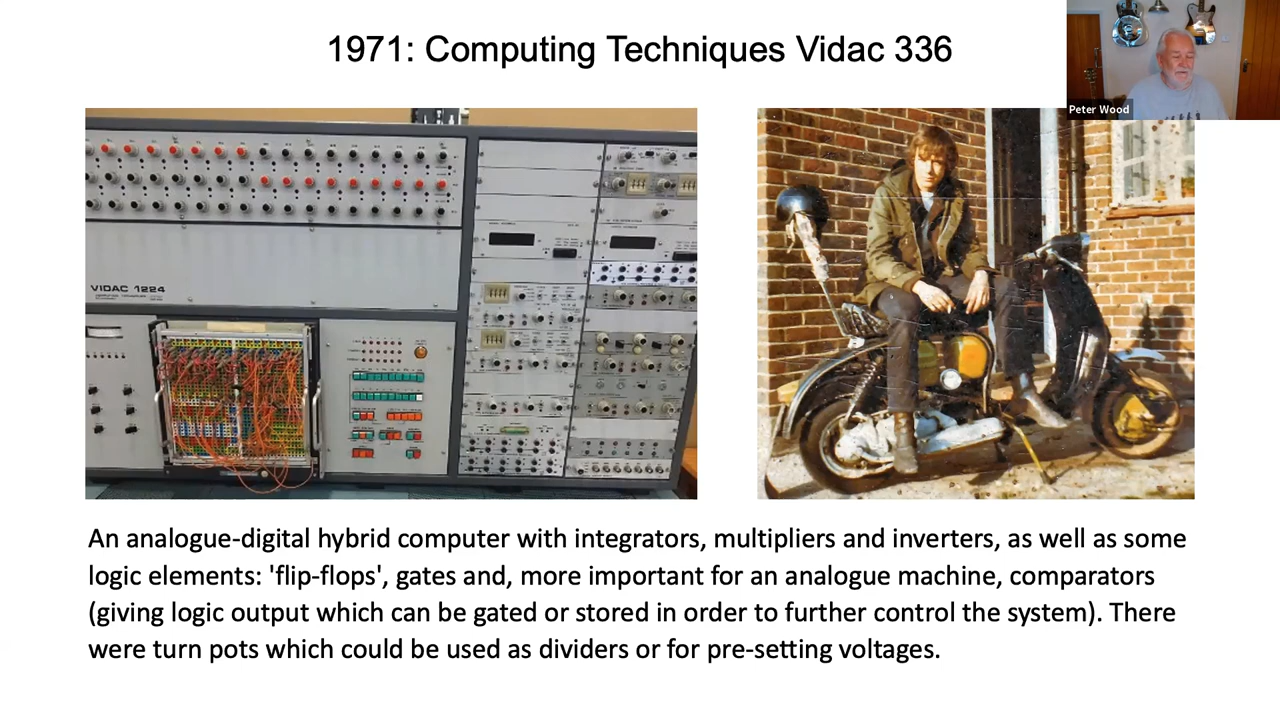 1971: Computing Techniques Vidac 336
Peter Wood
VIDAC 1224
An analogue-digital hybrid computer with integrators, multipliers and inverters, as well as some
logic elements: 'flip-flops', gates and, more important for an analogue machine, comparators
(giving logic output which can be gated or stored in order to further control the system). There
were turn pots which could be used as dividers or for pre-setting voltages.